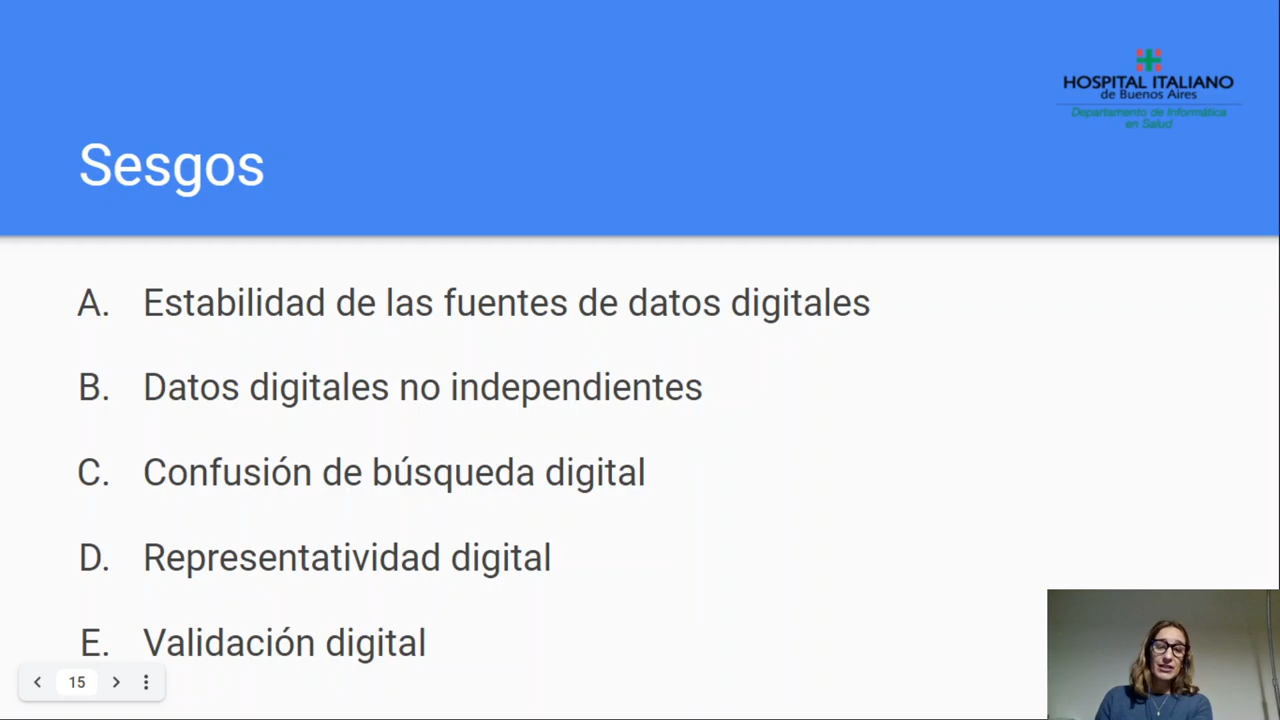 HOSPITAL ITALIANO
de Buenos Aires
Departamento de Informática
en Salud
Sesgos
A. Estabilidad de las fuentes de datos digitales
B. Datos digitales no independientes
C. Confusión de búsqueda digital
D. Representatividad digital
E. Validación digital
15